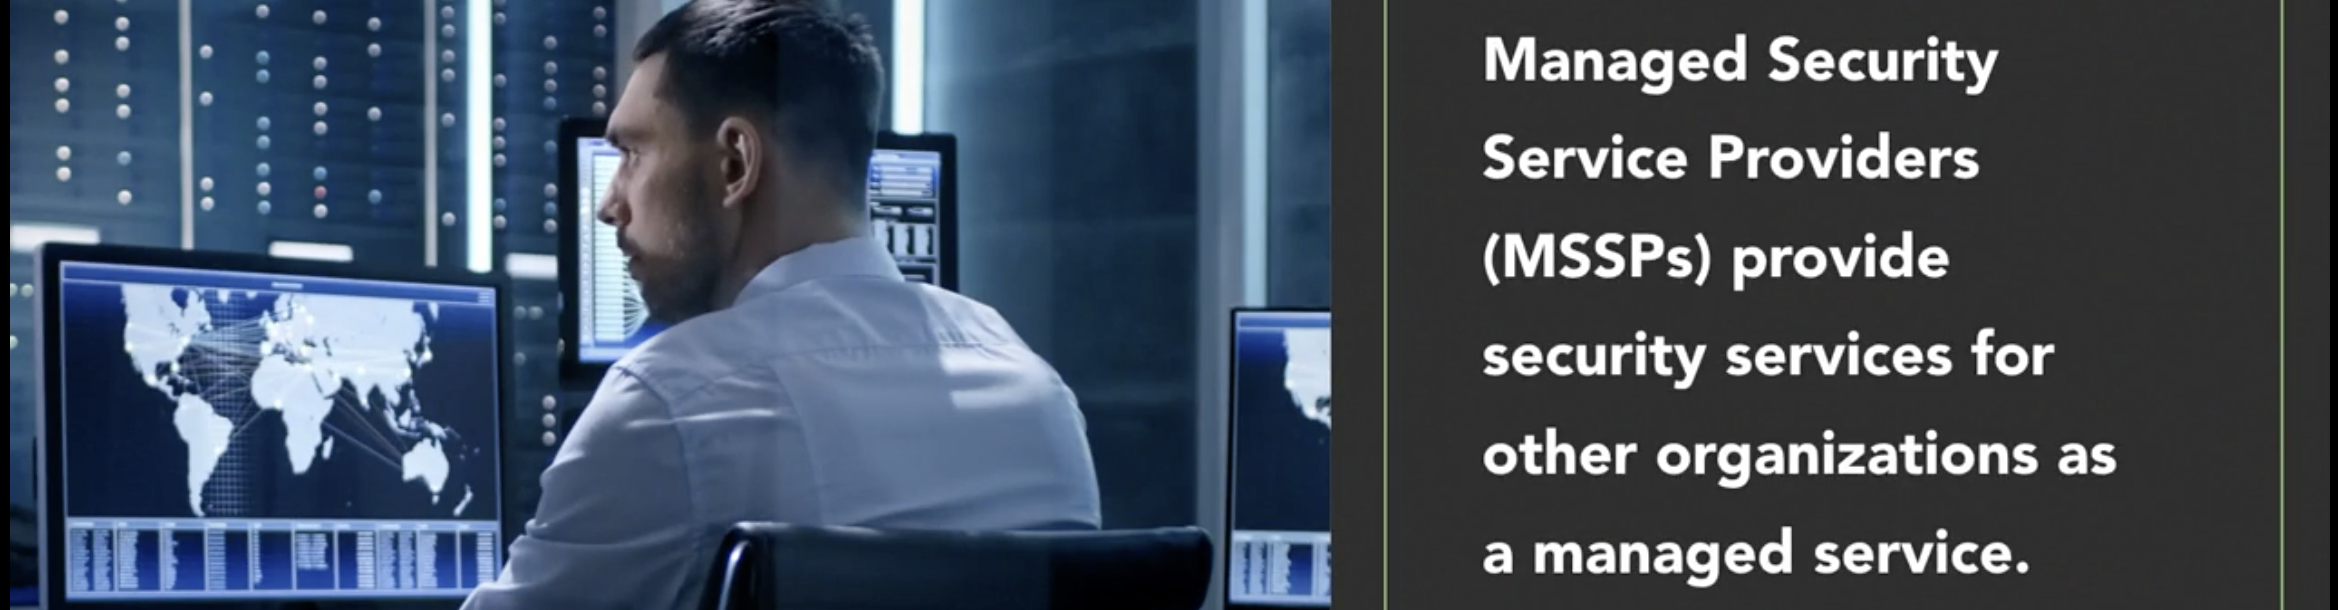 Managed Security
Service Providers
(MSSPs) provide
security services for
other organizations as
a managed service.